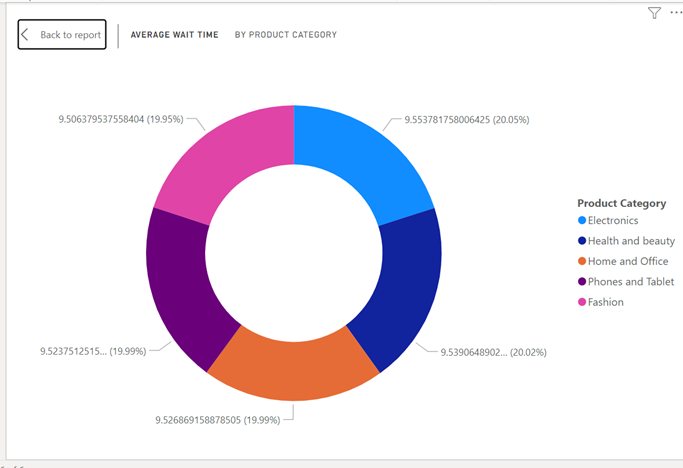 Back to report
AVERAGE WAIT TIME
BY PRODUCT CATEGORY
9.506379537558404 (19.95%)
9.553781758006425 (20.05%)
Product Category
Electronics
Health and beauty
Home and Office
Phones and Tablet
Fashion
9.5237512515... (19.99%)
9.5390648902... (20.02%)
9.526869158878505 (19.99%)